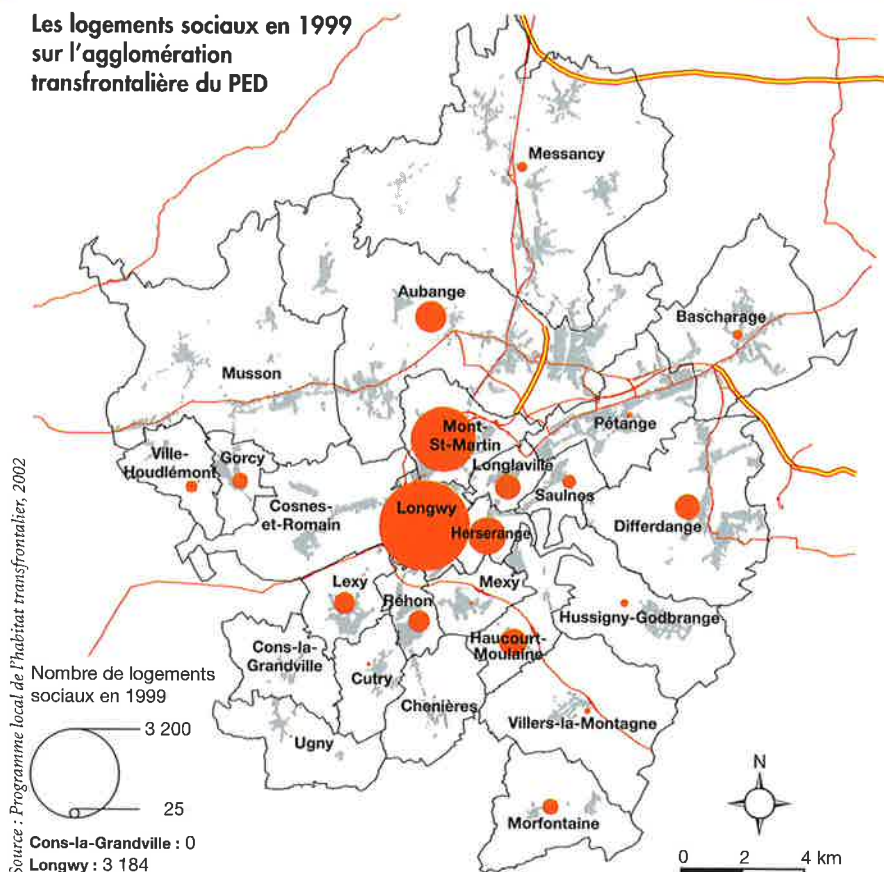 Les logements sociaux en 1999
sur l'agglomération
transfrontalière du PED
Messancy
Aubange
Bascharage
Musson
Mont-
St-Martin
Pétange
Ville-
Houdlémont
Gorcy
Longlaville
Saulnes
Cosnes-
et-Romain
Longwy
Herserange
Differdange
Lexy
Mexy
Réhon
Hussigny-Godbrange
Cons-la-
Grandville
Haucourt-
Moulaine
Cutry
Chenières
Villers-la-Montagne
Ugny
Morfontaine
Nombre de logements
sociaux en 1999
3 200
25
Cons-la-Grandville : 0
Longwy : 3 184
Source : Programme local de l'habitat transfrontalier, 2002
N
0 2 4 km